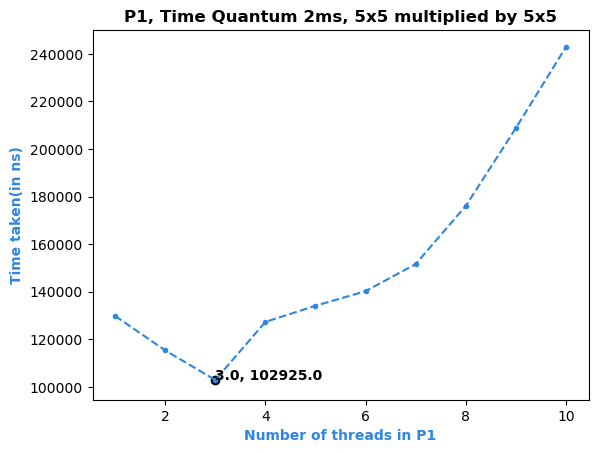 P1, Time Quantum 2ms, 5x5 multiplied by 5x5
240000
220000
200000
180000
160000
140000
120000
100000
Time taken(in ns)
3.0, 102925.0
2 4 6 8 10
Number of threads in P1